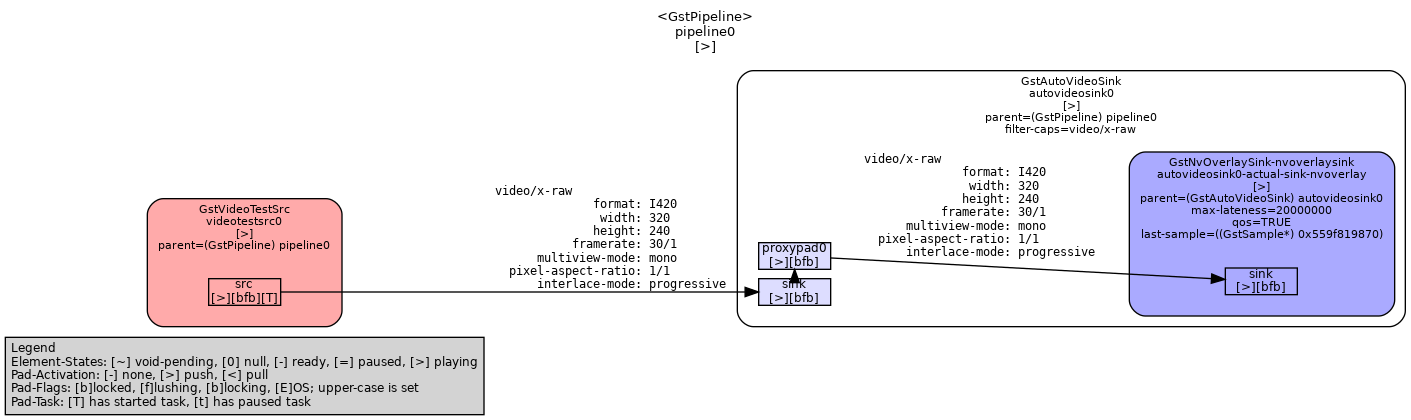 <GstPipeline>
pipeline0
[>]
GstAutoVideoSink
autovideosink0
[>]
parent=(GstPipeline) pipeline0
filter-caps=video/x-raw
GstNvOverlaySink-nvoverlaysink
autovideosink0-actual-sink-nvoverlay
[>]
parent=(GstAutoVideoSink) autovideosink0
max-lateness=20000000
qos=TRUE
last-sample=((GstSample*) 0x559f819870)
sink
[>][bfb]
video/x-raw
format: I420
width: 320
height: 240
framerate: 30/1
multiview-mode: mono
pixel-aspect-ratio: 1/1
interlace-mode: progressive
proxypad0
[>][bfb]
sink
[>][bfb]
video/x-raw
format: I420
width: 320
height: 240
framerate: 30/1
multiview-mode: mono
pixel-aspect-ratio: 1/1
interlace-mode: progressive
GstVideoTestSrc
videotestsrc0
[>]
parent=(GstPipeline) pipeline0
src
[>][bfb][T]
Legend
Element-States: [~] void-pending, [0] null, [-] ready, [=] paused, [>] playing
Pad-Activation: [-] none, [>] push, [<] pull
Pad-Flags: [b]locked, [f]lushing, [b]locking, [E]OS; upper-case is set
Pad-Task: [T] has started task, [t] has paused task